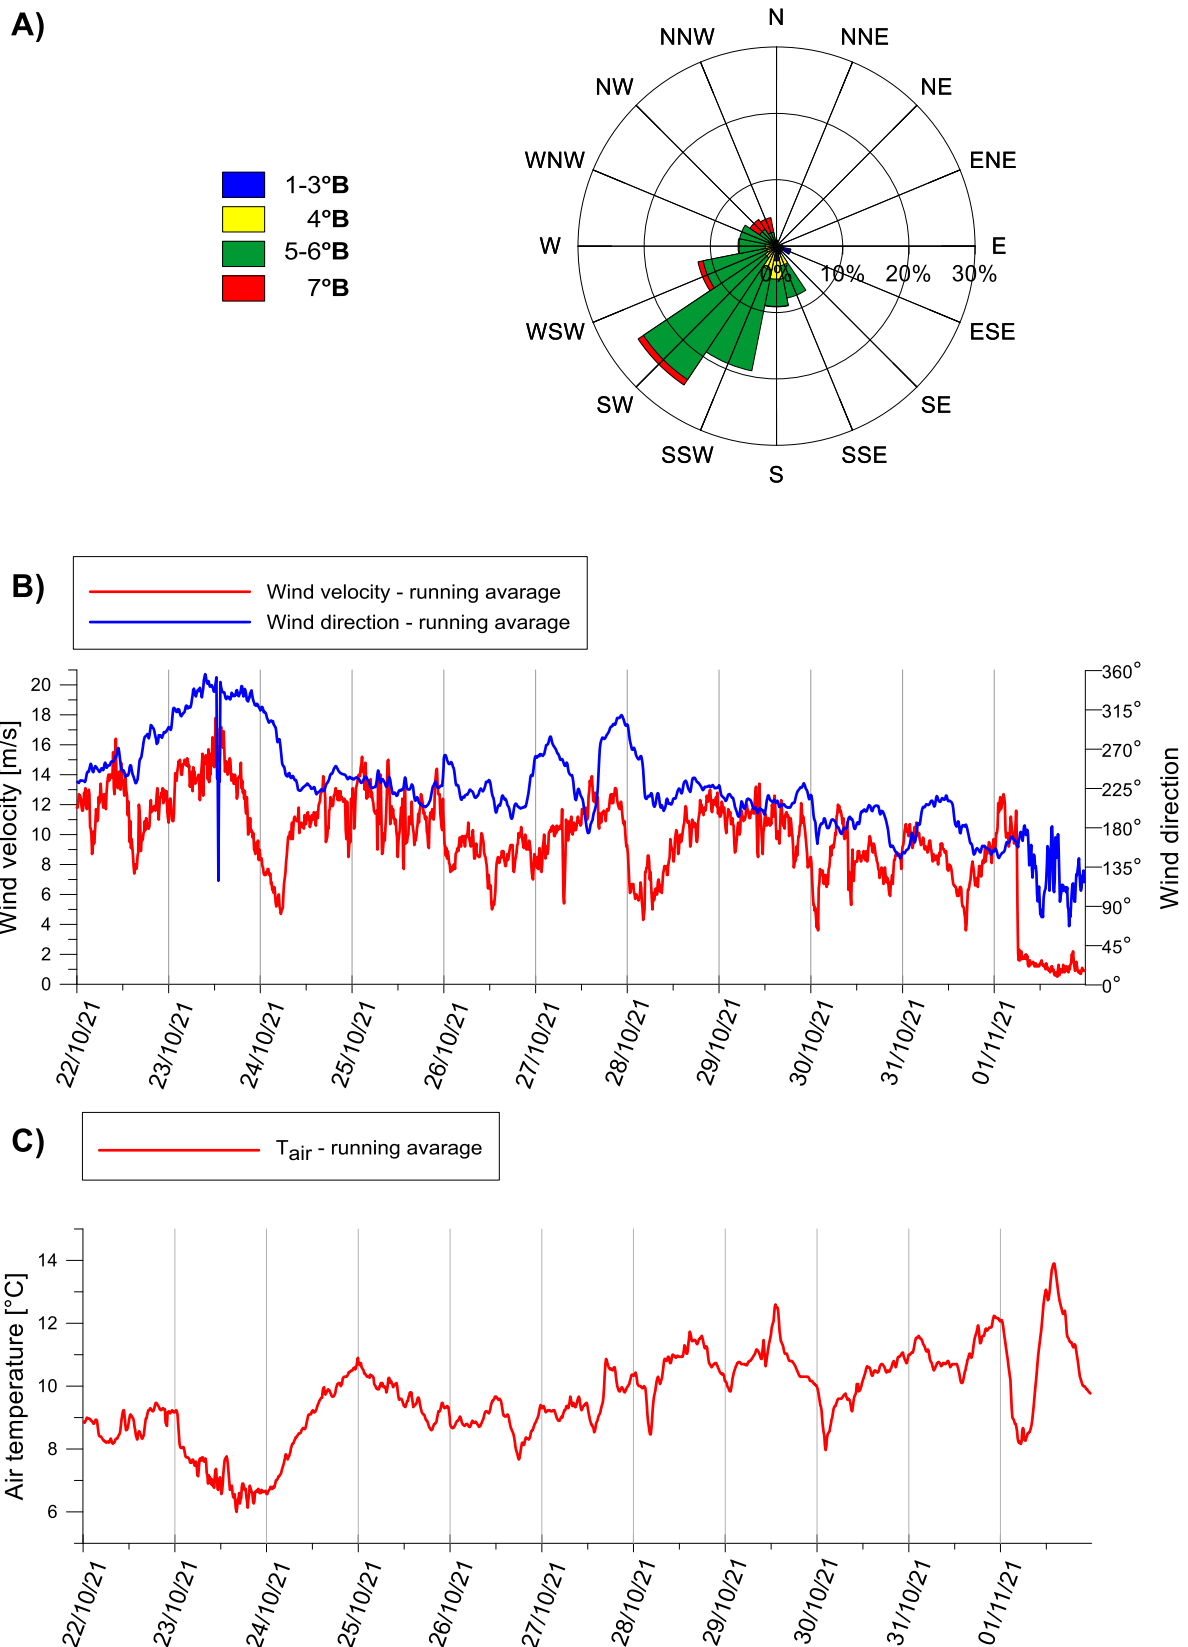 A)
N
NNW
NNE
NW
NE
WNW
ENE
1-3°B
4°B
5-6°B
7°B
W
E
0%
10%
20%
30%
WSW
ESE
SW
SE
SSW
SSE
S
B)
Wind velocity - running avarage
Wind direction - running avarage
Wind velocity [m/s]
20
18
16
14
12
10
8
6
4
2
0
360°
315°
270°
225°
180°
135°
90°
45°
0°
Wind direction
22/10/21
23/10/21
24/10/21
25/10/21
26/10/21
27/10/21
28/10/21
29/10/21
30/10/21
31/10/21
01/11/21
C)
Tair - running avarage
Air temperature [°C]
14
12
10
8
6
22/10/21
23/10/21
24/10/21
25/10/21
26/10/21
27/10/21
28/10/21
29/10/21
30/10/21
31/10/21
01/11/21